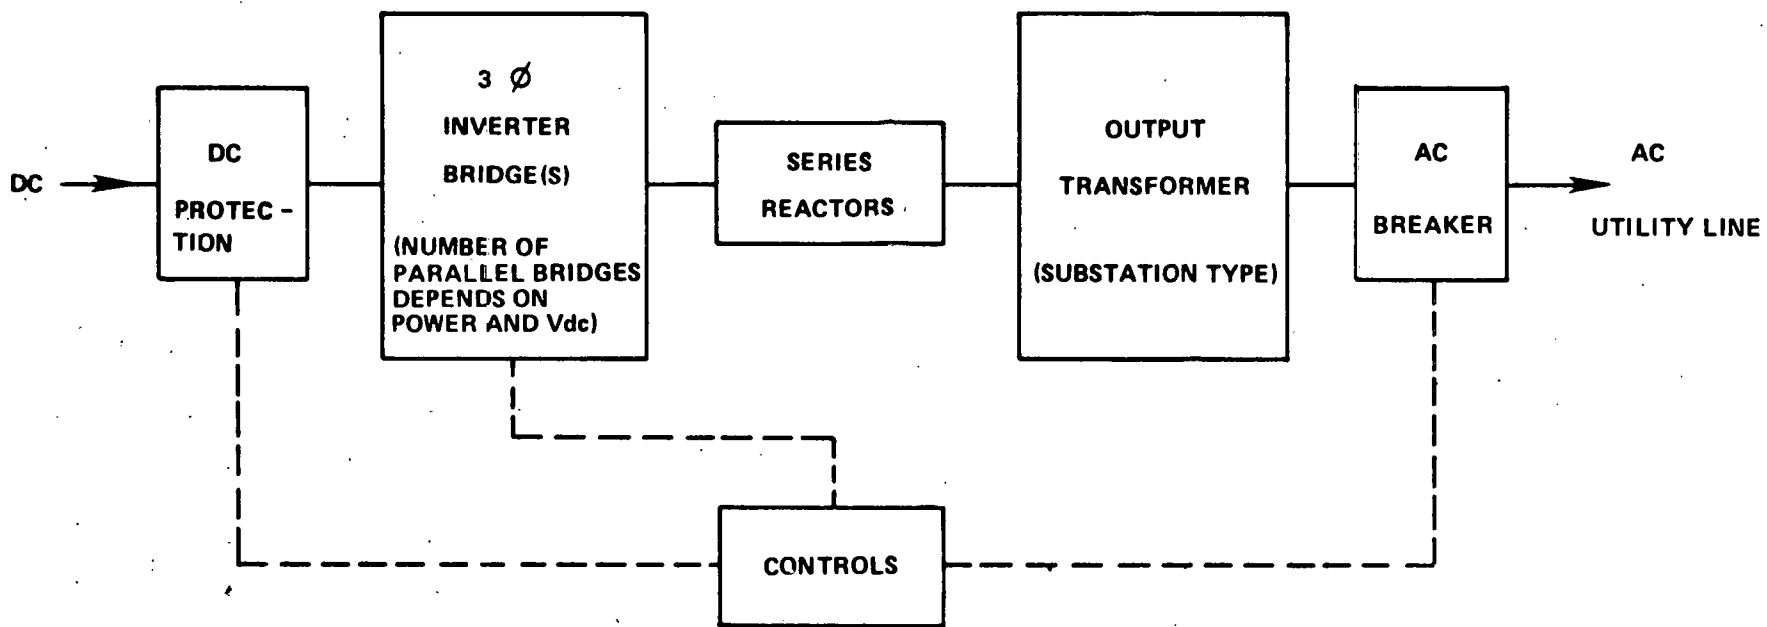 DC
DC
PROTEC -
TION
3 Ø
INVERTER
BRIDGE(S)
(NUMBER OF
PARALLEL BRIDGES
DEPENDS ON
POWER AND Vdc)
SERIES
REACTORS
OUTPUT
TRANSFORMER
(SUBSTATION TYPE)
AC
BREAKER
AC
UTILITY LINE
CONTROLS